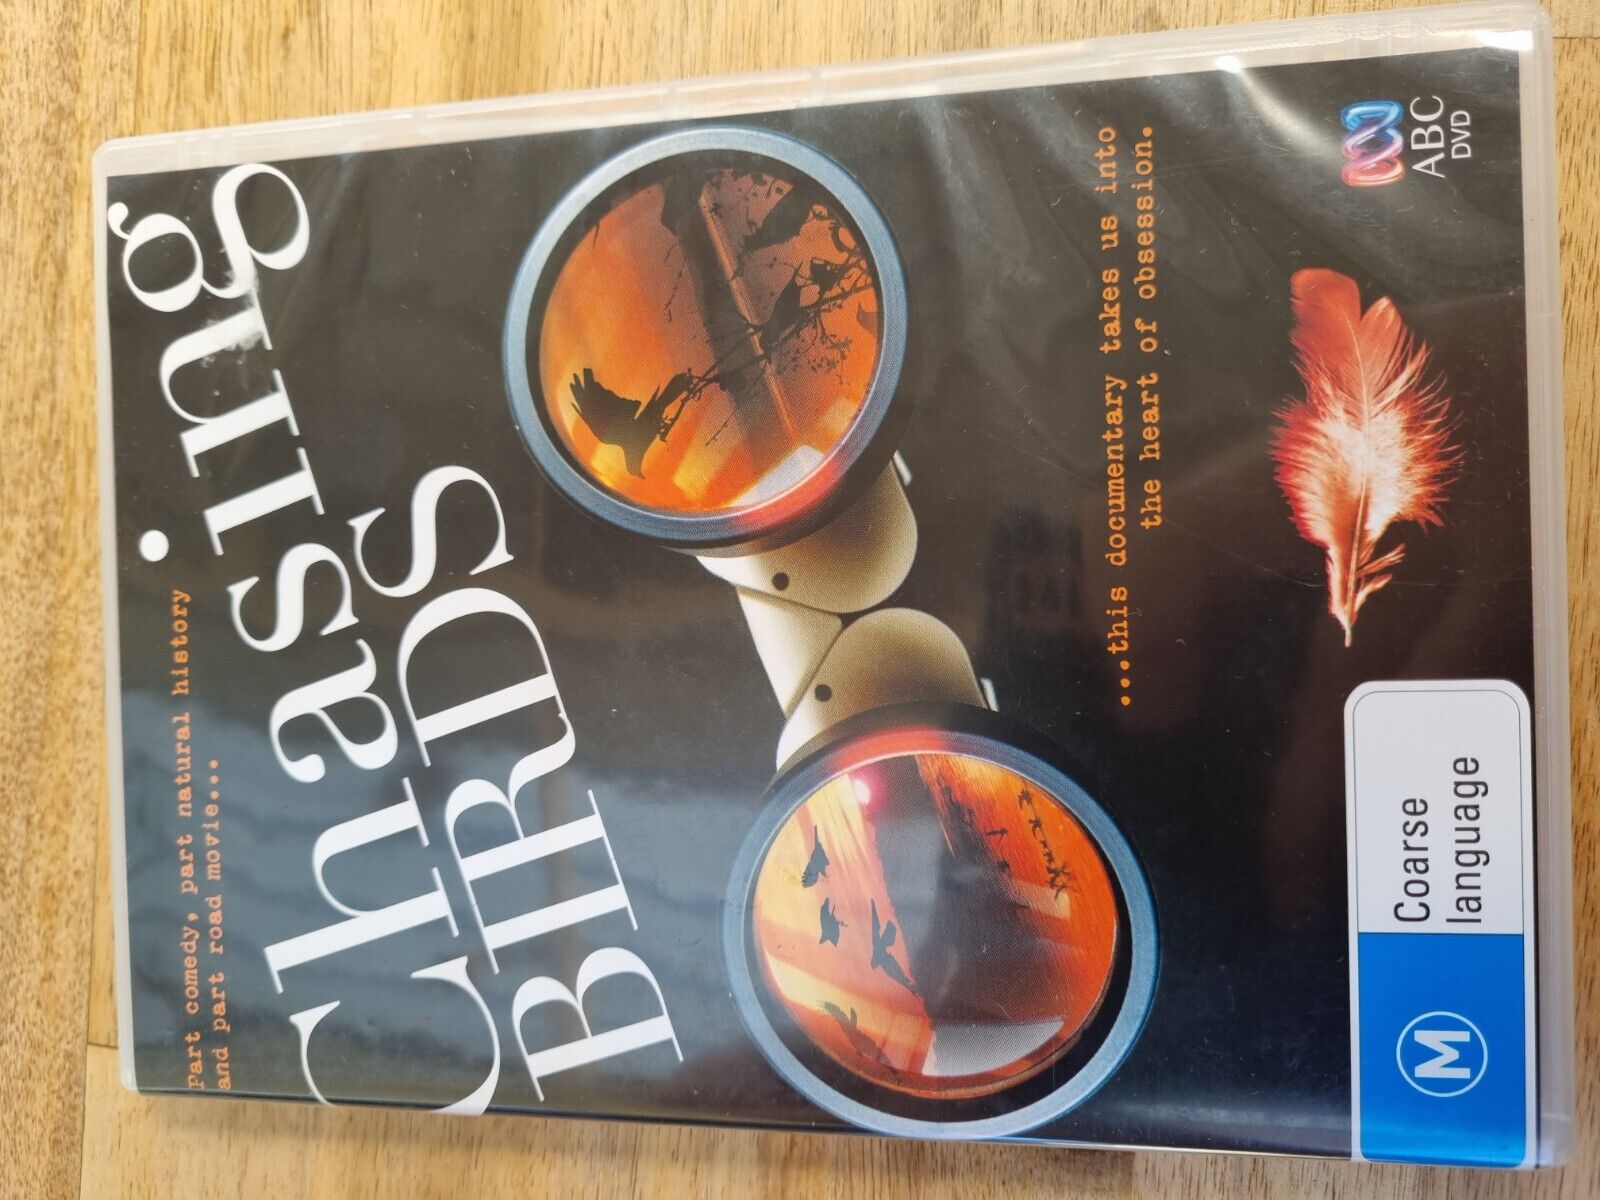 Part comedy, part natural history
and part road movie...
Chasing
BIRDS
...this documentary takes us into
the heart of obsession.
M
Coarse
language
ABC
DVD